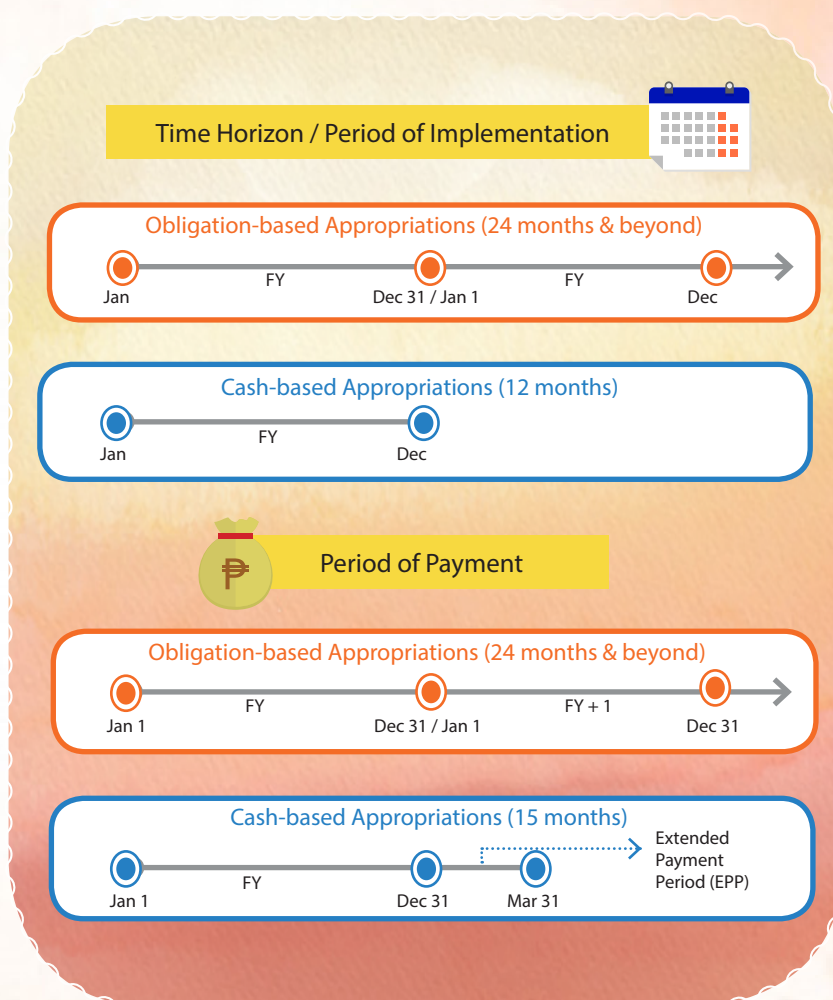 Time Horizon / Period of Implementation
Obligation-based Appropriations (24 months & beyond)
FY
FY
Jan
Dec 31 / Jan 1
Dec
Cash-based Appropriations (12 months)
FY
Jan
Dec
₱
Period of Payment
Obligation-based Appropriations (24 months & beyond)
FY
FY + 1
Jan 1
Dec 31 / Jan 1
Dec 31
Cash-based Appropriations (15 months)
Extended
Payment
Period (EPP)
FY
Jan 1
Dec 31
Mar 31